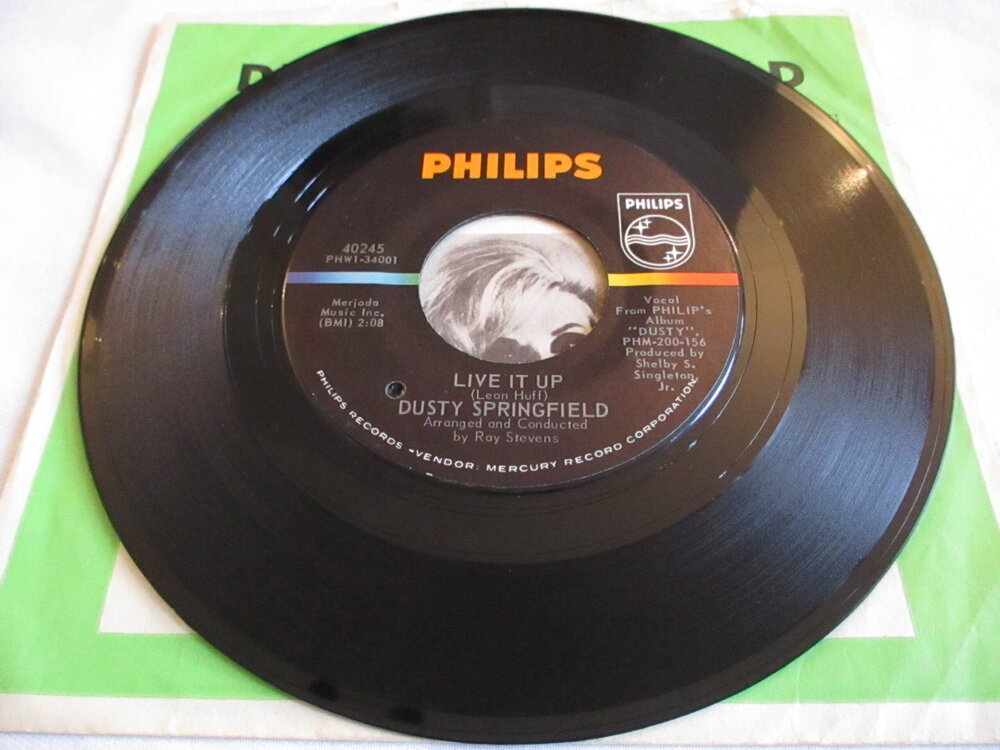 PHILIPS
PHILIPS
40245
PHW1-34001
Merjoda
Music Inc.
(BMI) 2:08
Vocal
From PHILIP's
Album
"DUSTY",
PHM-200-156
Produced by
Shelby S.
Singleton,
Jr.
LIVE IT UP
(Leon Huff)
DUSTY SPRINGFIELD
Arranged and Conducted
by Ray Stevens
PHILIPS RECORDS •VENDOR: MERCURY RECORD CORPORATION